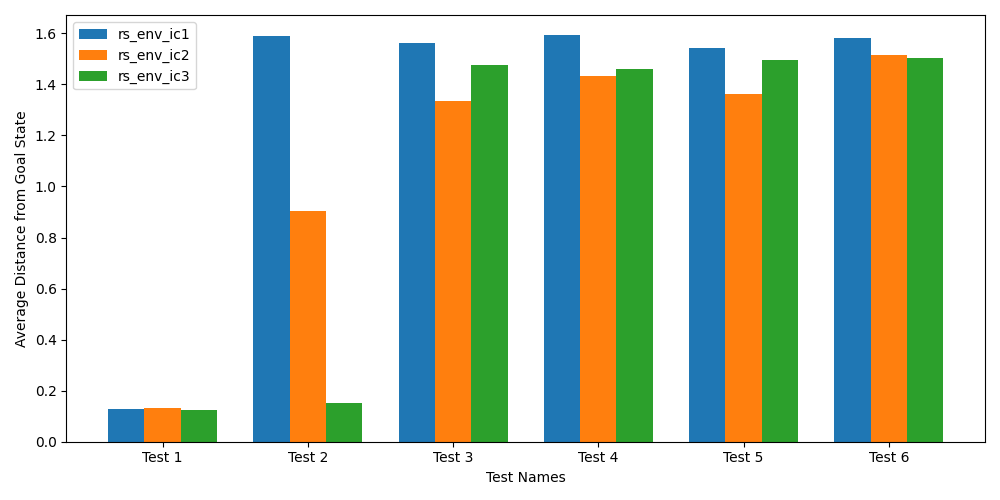 rs_env_ic1
rs_env_ic2
rs_env_ic3
Average Distance from Goal State
1.6
1.4
1.2
1.0
0.8
0.6
0.4
0.2
0.0
Test 1 Test 2 Test 3 Test 4 Test 5 Test 6
Test Names